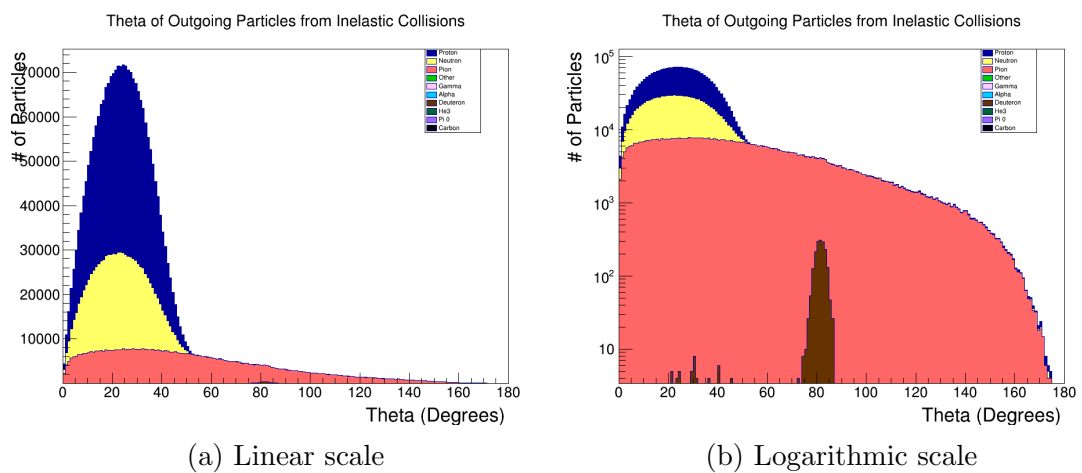 Theta of Outgoing Particles from Inelastic Collisions
# of Particles
70000
60000
50000
40000
30000
20000
10000
0 20 40 60 80 100 120 140 160 180
Theta (Degrees)
Proton
Neutron
Pion
Other
Gamma
Alpha
Deuteron
He3
Pi 0
Carbon
(a) Linear scale
Theta of Outgoing Particles from Inelastic Collisions
# of Particles
10⁵
10⁴
10³
10²
10
0 20 40 60 80 100 120 140 160 180
Theta (Degrees)
Proton
Neutron
Pion
Other
Gamma
Alpha
Deuteron
He3
Pi 0
Carbon
(b) Logarithmic scale